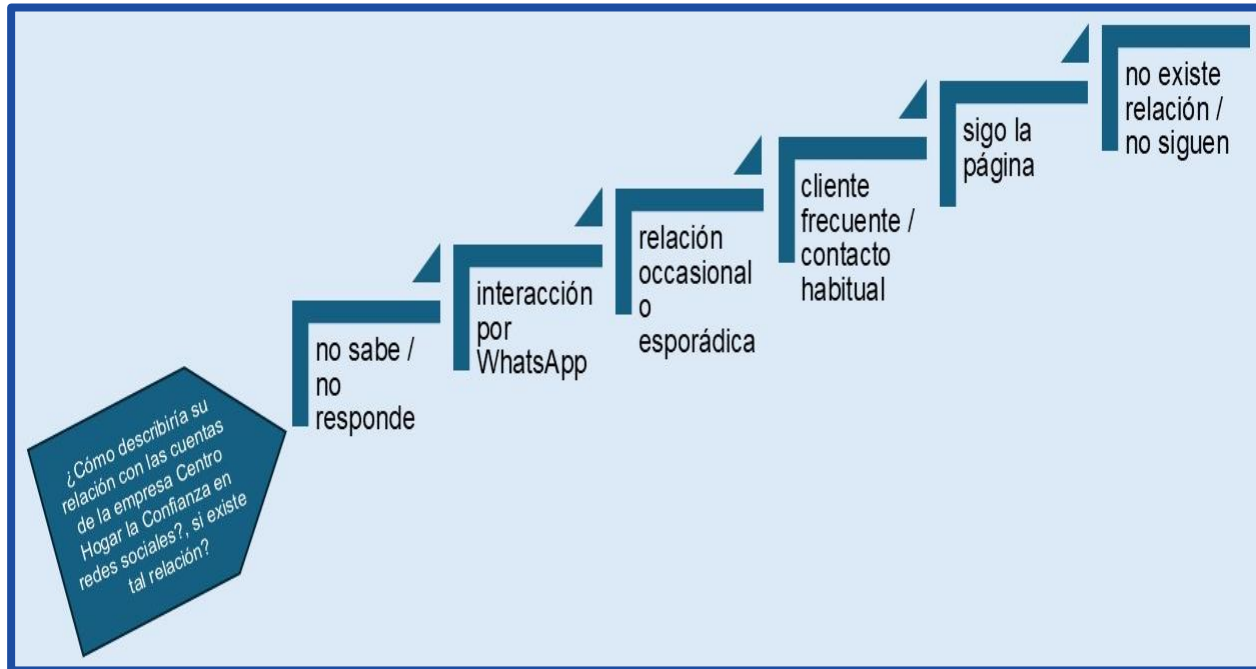 ¿Cómo describiría su
relación con las cuentas
de la empresa Centro
Hogar la Confianza en
redes sociales?, si existe
tal relación?
no sabe /
no
responde
interacción
por
WhatsApp
relación
occasional
o
esporádica
cliente
frecuente /
contacto
habitual
sigo la
página
no existe
relación /
no siguen